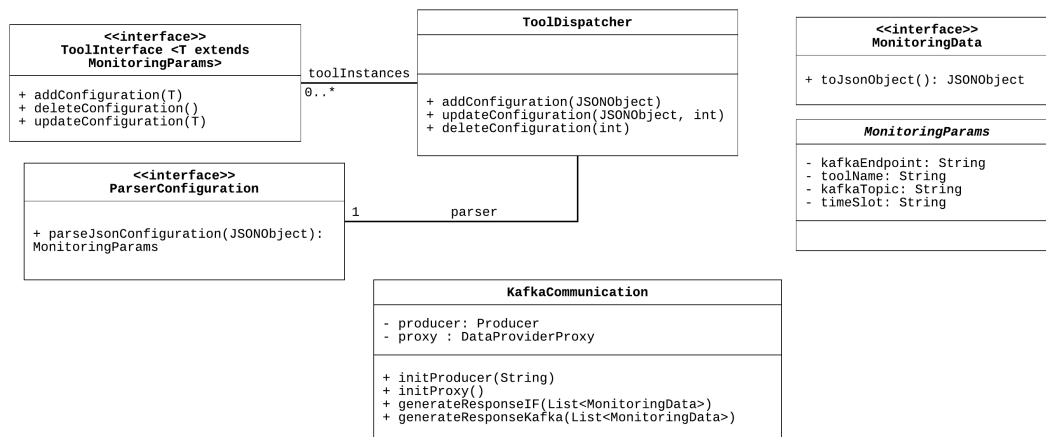 <<interface>>
ToolInterface <T extends
MonitoringParams>
+ addConfiguration(T)
+ deleteConfiguration()
+ updateConfiguration(T)
toolInstances
0..*
ToolDispatcher
+ addConfiguration(JSONObject)
+ updateConfiguration(JSONObject, int)
+ deleteConfiguration(int)
<<interface>>
MonitoringData
+ toJsonObject(): JSONObject
MonitoringParams
- kafkaEndpoint: String
- toolName: String
- kafkaTopic: String
- timeSlot: String
<<interface>>
ParserConfiguration
+ parseJsonConfiguration(JSONObject):
MonitoringParams
1
parser
KafkaCommunication
- producer: Producer
- proxy : DataProviderProxy
+ initProducer(String)
+ initProxy()
+ generateResponseIF(List<MonitoringData>)
+ generateResponseKafka(List<MonitoringData>)